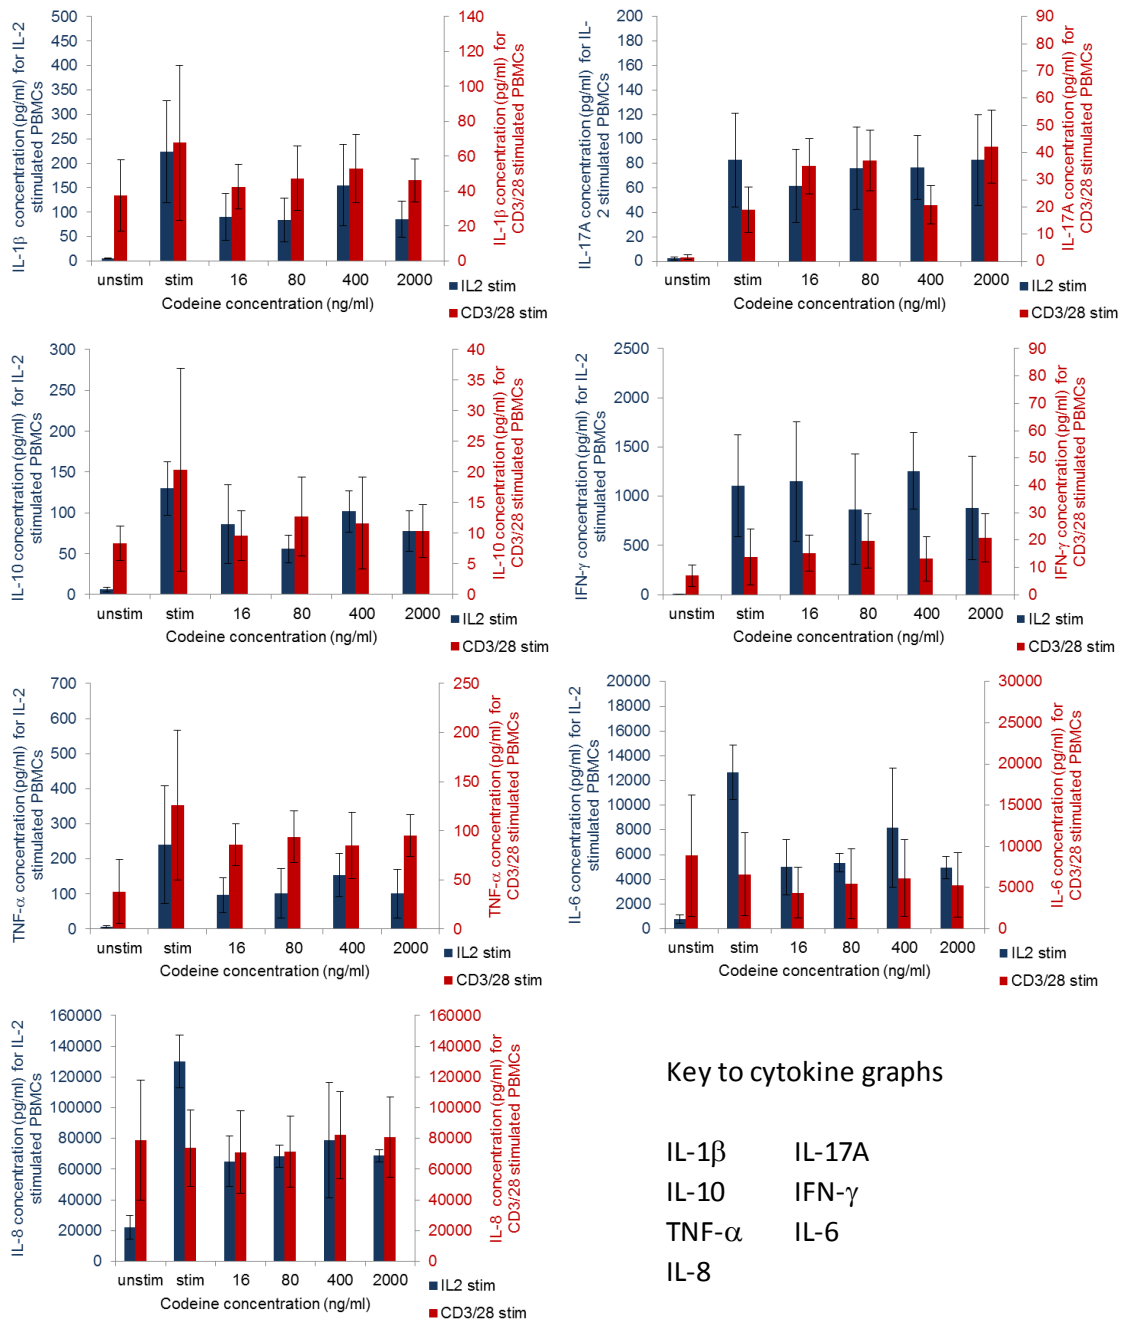 IL-1β concentration (pg/ml) for IL-2
stimulated PBMCs
500
450
400
350
300
250
200
150
100
50
0
140
120
100
80
60
40
20
0
IL-1β concentration (pg/ml) for
CD3/28 stimulated PBMCs
unstim stim 16 80 400 2000
Codeine concentration (ng/ml)
IL2 stim
CD3/28 stim
IL-17A concentration (pg/ml) for IL-
2 stimulated PBMCs
200
180
160
140
120
100
80
60
40
20
0
90
80
70
60
50
40
30
20
10
0
IL-17A concentration (pg/ml) for
CD3/28 stimulated PBMCs
unstim stim 16 80 400 2000
Codeine concentration (ng/ml)
IL2 stim
CD3/28 stim
IL-10 concentration (pg/ml) for IL-2
stimulated PBMCs
300
250
200
150
100
50
0
40
35
30
25
20
15
10
5
0
IL-10 concentration (pg/ml) for
CD3/28 stimulated PBMCs
unstim stim 16 80 400 2000
Codeine concentration (ng/ml)
IL2 stim
CD3/28 stim
IFN-γ concentration (pg/ml) for IL-2
stimulated PBMCs
2500
2000
1500
1000
500
0
90
80
70
60
50
40
30
20
10
0
IFN-γ concentration (pg/ml) for
CD3/28 stimulated PBMCs
unstim stim 16 80 400 2000
Codeine concentration (ng/ml)
IL2 stim
CD3/28 stim
TNF-α concentration (pg/ml) for IL-2
stimulated PBMCs
700
600
500
400
300
200
100
0
250
200
150
100
50
0
TNF-α concentration (pg/ml) for
CD3/28 stimulated PBMCs
unstim stim 16 80 400 2000
Codeine concentration (ng/ml)
IL2 stim
CD3/28 stim
IL-6 concentration (pg/ml) for IL-2
stimulated PBMCs
20000
18000
16000
14000
12000
10000
8000
6000
4000
2000
0
30000
25000
20000
15000
10000
5000
0
IL-6 concentration (pg/ml) for
CD3/28 stimulated PBMCs
unstim stim 16 80 400 2000
Codeine concentration (ng/ml)
IL2 stim
CD3/28 stim
IL-8 concentration (pg/ml) for IL-2
stimulated PBMCs
160000
140000
120000
100000
80000
60000
40000
20000
0
160000
140000
120000
100000
80000
60000
40000
20000
0
IL-8 concentration (pg/ml) for
CD3/28 stimulated PBMCs
unstim stim 16 80 400 2000
Codeine concentration (ng/ml)
IL2 stim
CD3/28 stim
Key to cytokine graphs
IL-1β IL-17A
IL-10 IFN-γ
TNF-α IL-6
IL-8